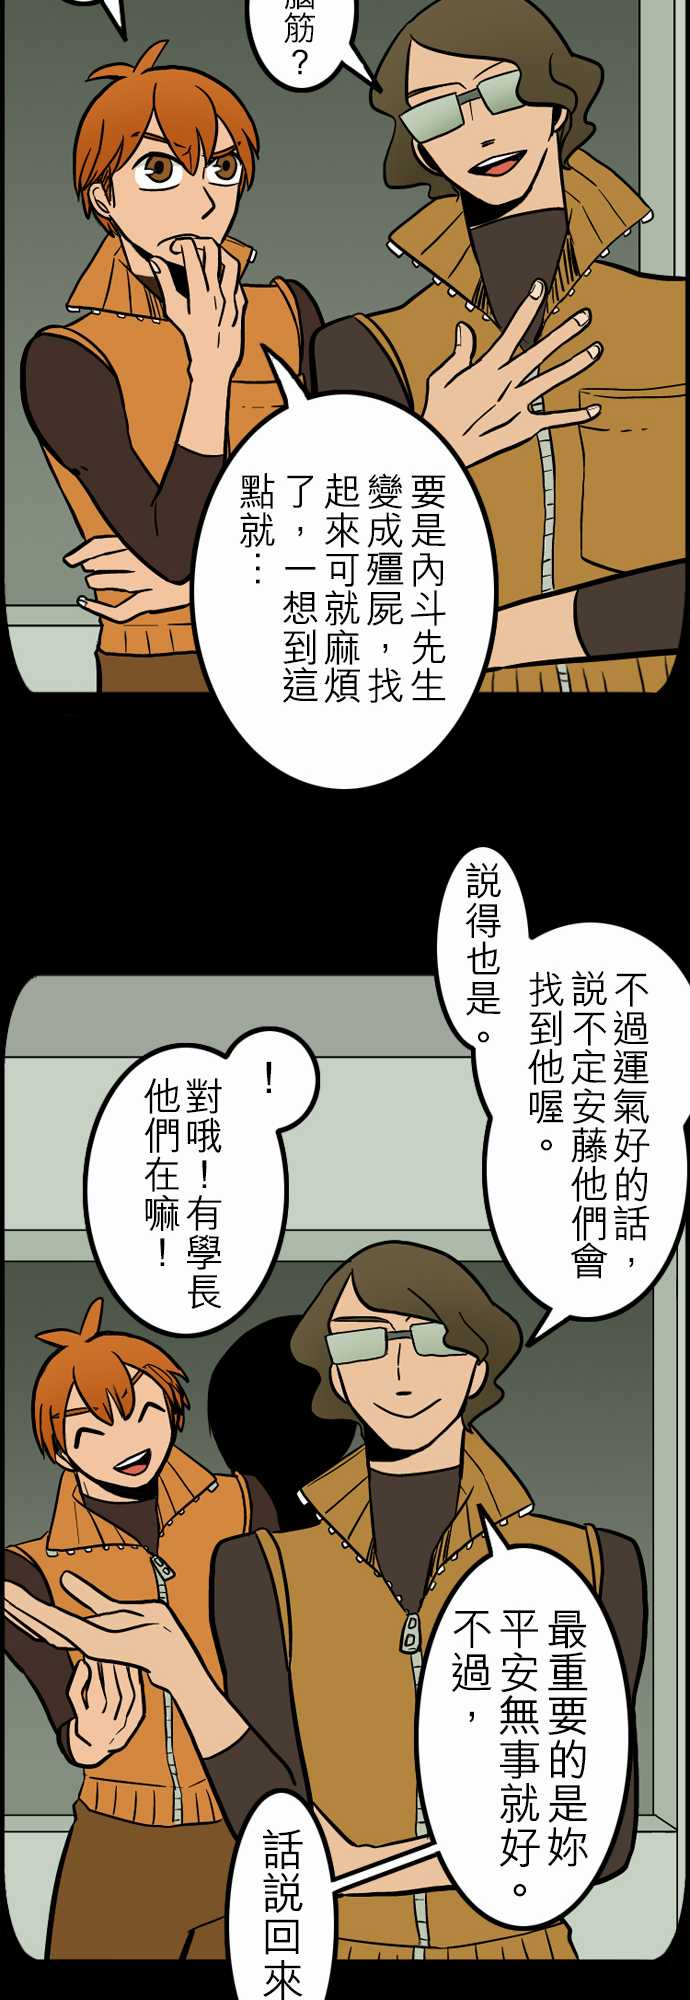 腦
筋？
要是內斗先生
變成殭屍，找
起來可就麻煩
了，一想到這
點就…
說得也是。
不過運氣好的話，
說不定安藤他們會
找到他喔。
！
對哦！有學長
他們在嘛！
最重要的是妳
平安無事就好。
不過，
話說回來